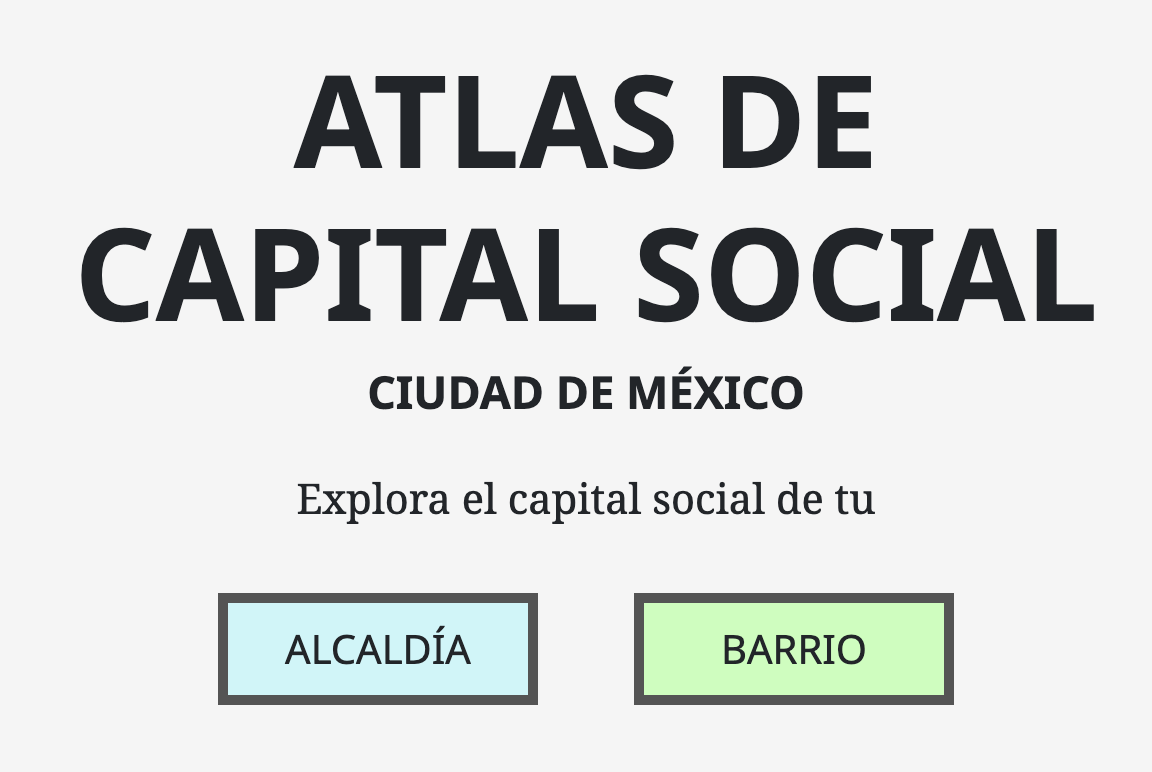 ATLAS DE
CAPITAL SOCIAL
CIUDAD DE MÉXICO
Explora el capital social de tu
ALCALDÍA
BARRIO